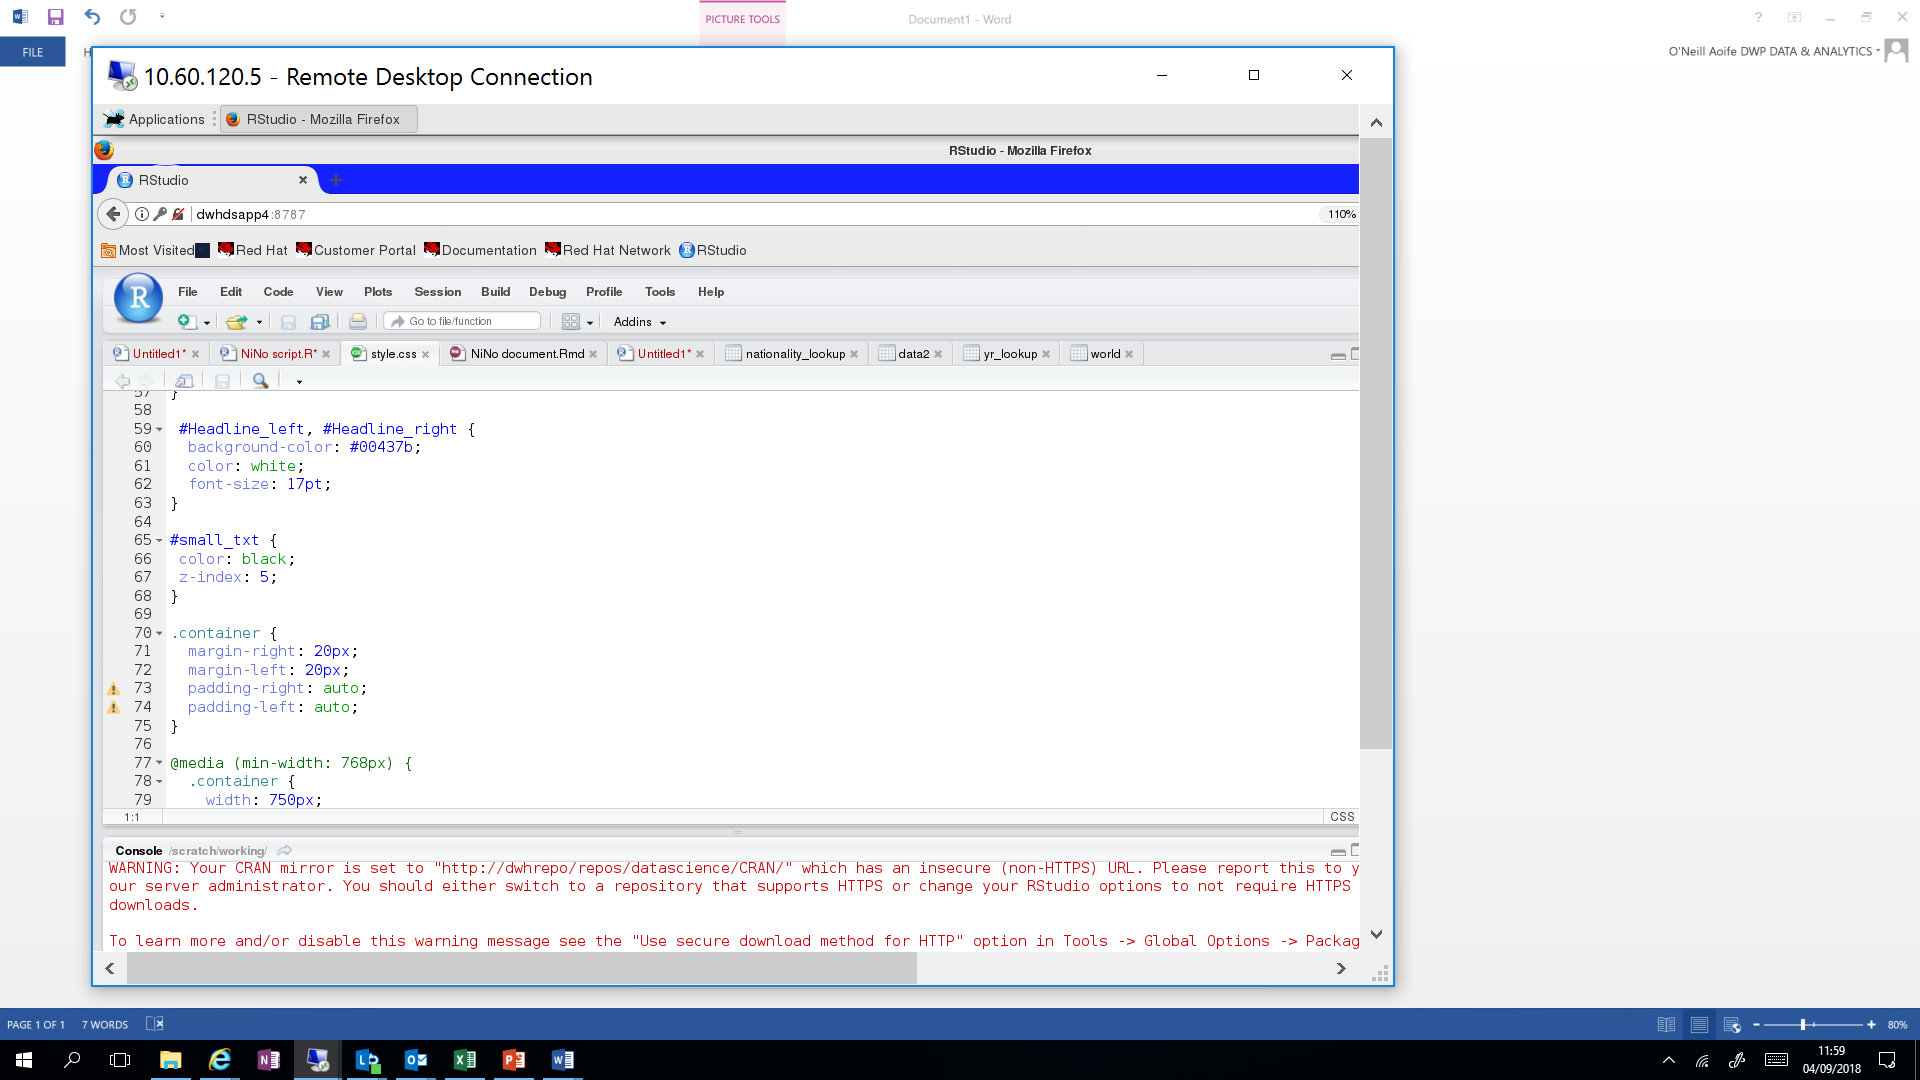 PICTURE TOOLS
Document1 - Word
?
FILE
H
O'Neill Aoife DWP DATA & ANALYTICS
10.60.120.5 - Remote Desktop Connection
Applications
RStudio - Mozilla Firefox
RStudio - Mozilla Firefox
RStudio
dwhdsapp4:8787
110%
Most Visited
Red Hat
Customer Portal
Documentation
Red Hat Network
RStudio
File Edit Code View Plots Session Build Debug Profile Tools Help
Go to file/function
Addins
Untitled1*
NiNo script.R*
style.css
NiNo document.Rmd
Untitled1*
nationality_lookup
data2
yr_lookup
world
57 }
58
59 #Headline_left, #Headline_right {
60 background-color: #00437b;
61 color: white;
62 font-size: 17pt;
63 }
64
65 #small_txt {
66 color: black;
67 z-index: 5;
68 }
69
70 .container {
71 margin-right: 20px;
72 margin-left: 20px;
73 padding-right: auto;
74 padding-left: auto;
75 }
76
77 @media (min-width: 768px) {
78 .container {
79 width: 750px;
1:1
CSS
Console /scratch/working/
WARNING: Your CRAN mirror is set to "http://dwhrepo/repos/datascience/CRAN/" which has an insecure (non-HTTPS) URL. Please report this to y
our server administrator. You should either switch to a repository that supports HTTPS or change your RStudio options to not require HTTPS
downloads.
To learn more and/or disable this warning message see the "Use secure download method for HTTP" option in Tools -> Global Options -> Packag
PAGE 1 OF 1 7 WORDS
80%
11:59
04/09/2018